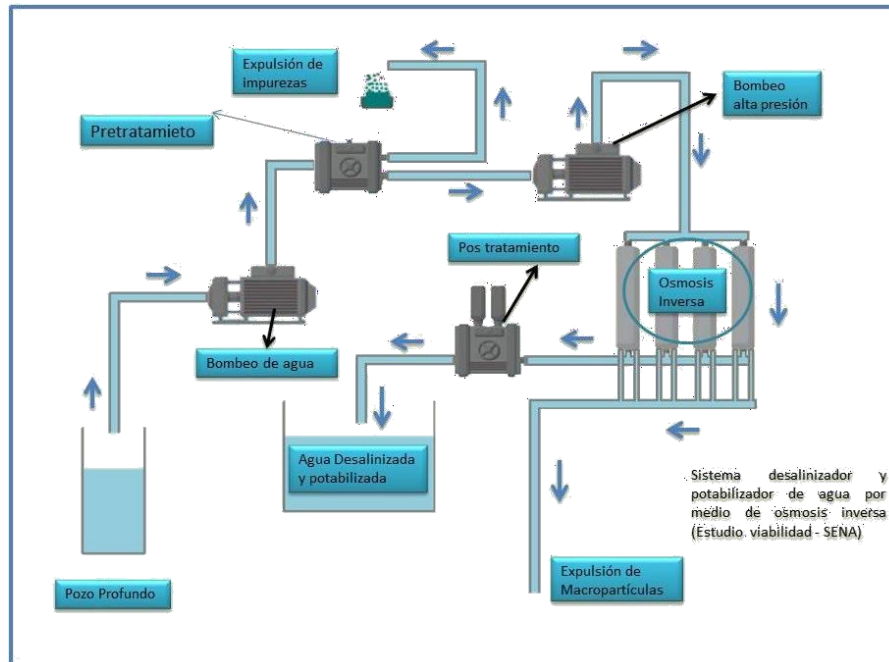 Expulsión de
impurezas
Bombeo
alta presión
Pretratamieto
Pos tratamiento
Osmosis
Inversa
Bombeo de agua
Agua Desalinizada
y potabilizada
Sistema desalinizador y
potabilizador de agua por
medio de osmosis inversa
(Estudio viabilidad - SENA)
Pozo Profundo
Expulsión de
Macropartículas